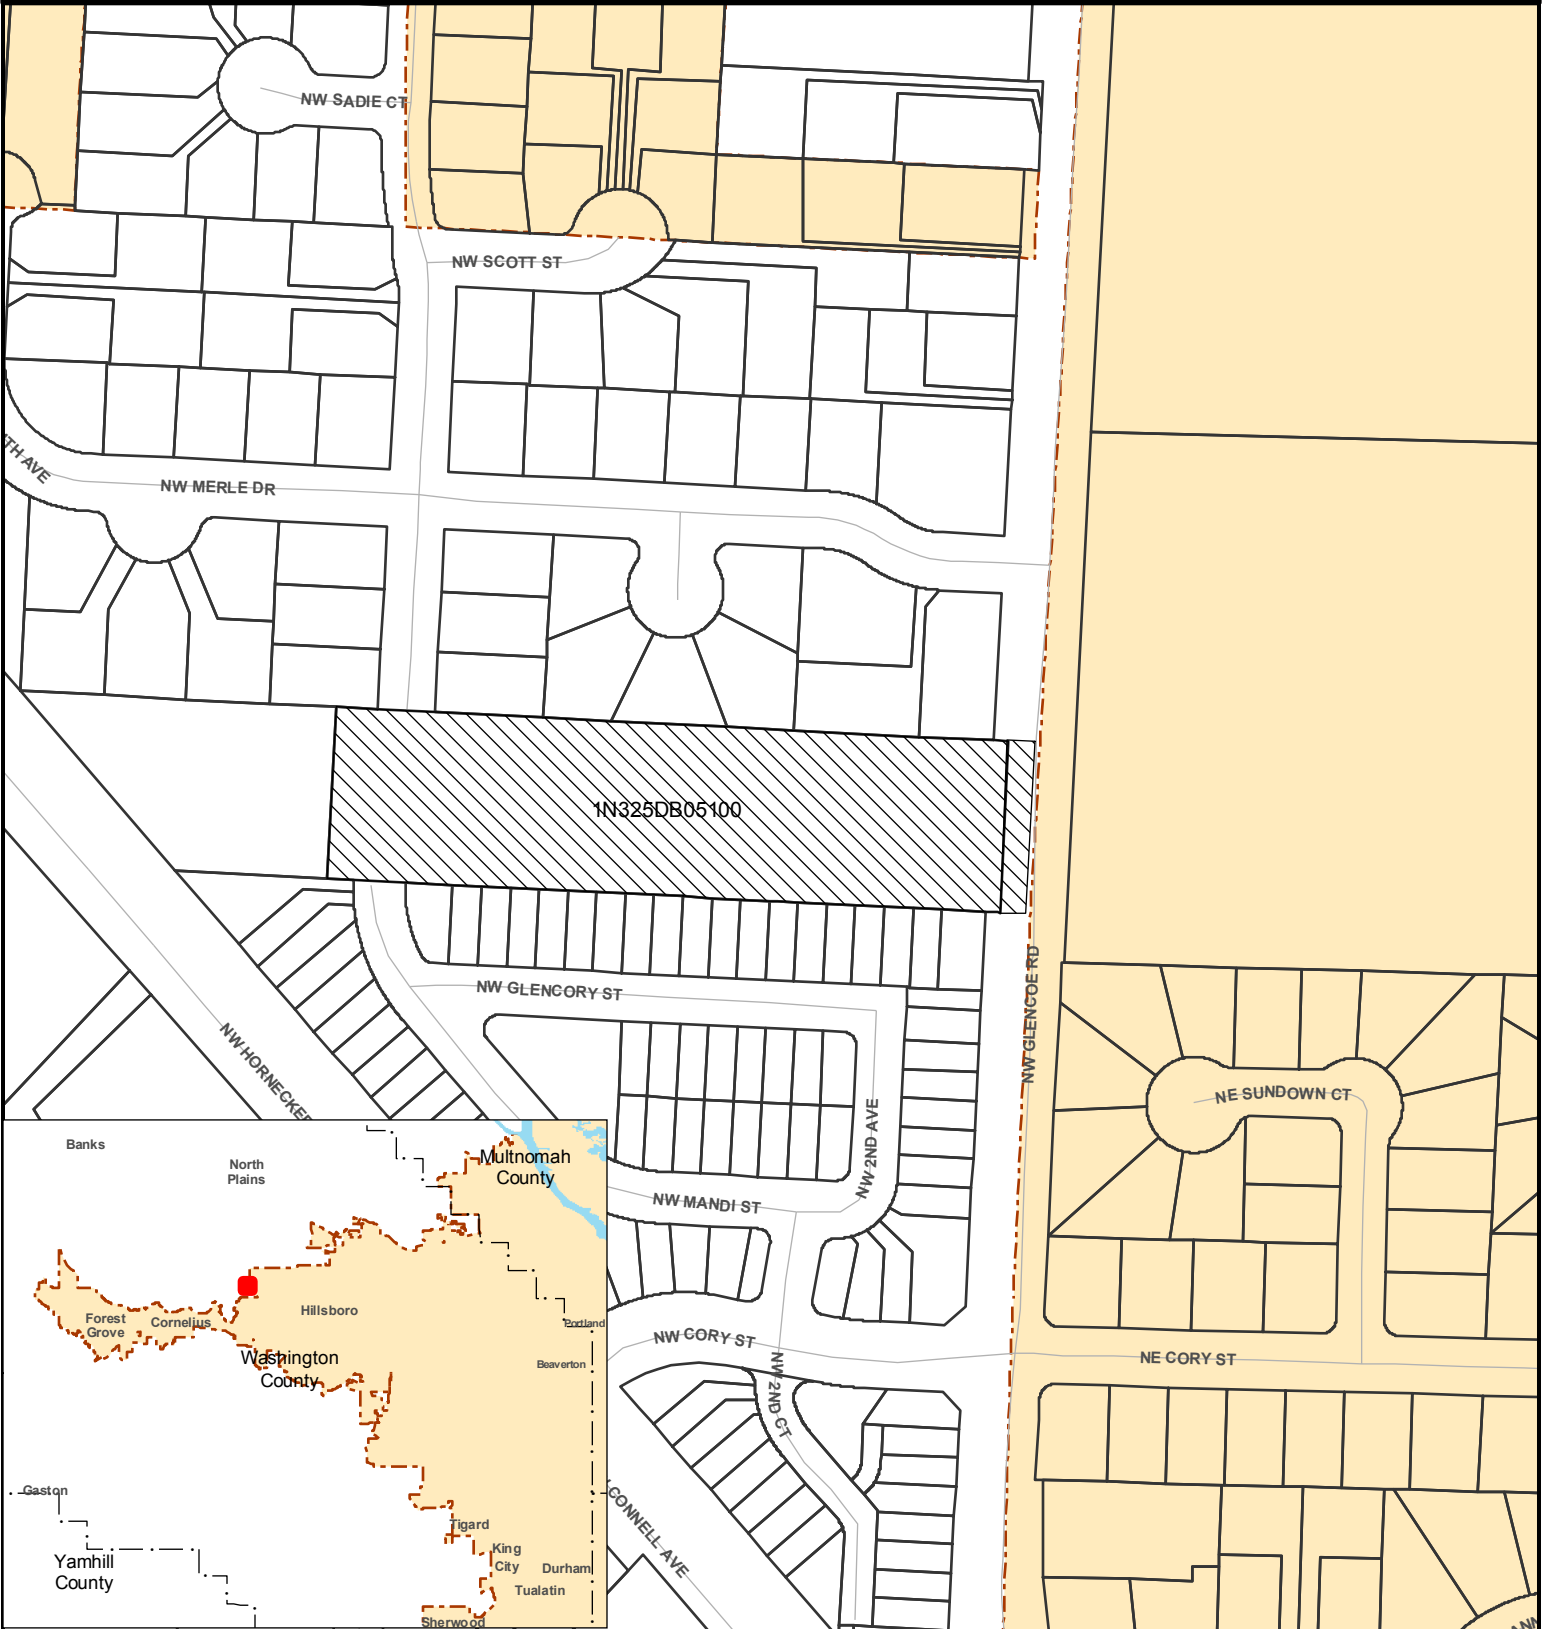 NW SADIE CT
NW SCOTT ST
TH AVE
NW MERLE DR
1N325DB05100
NW GLENCOE RD
NW GLENCORY ST
NW HORNECKER
NE SUNDOWN CT
NW 2ND AVE
NW MANDI ST
NW CORY ST
NE CORY ST
NW 2ND CT
CONNELL AVE
Banks
North
Plains
Multnomah
County
Hillsboro
Forest
Grove
Cornelius
Portland
Washington
County
Beaverton
Gaston
Tigard
King
City
Durham
Yamhill
County
Tualatin
Sherwood